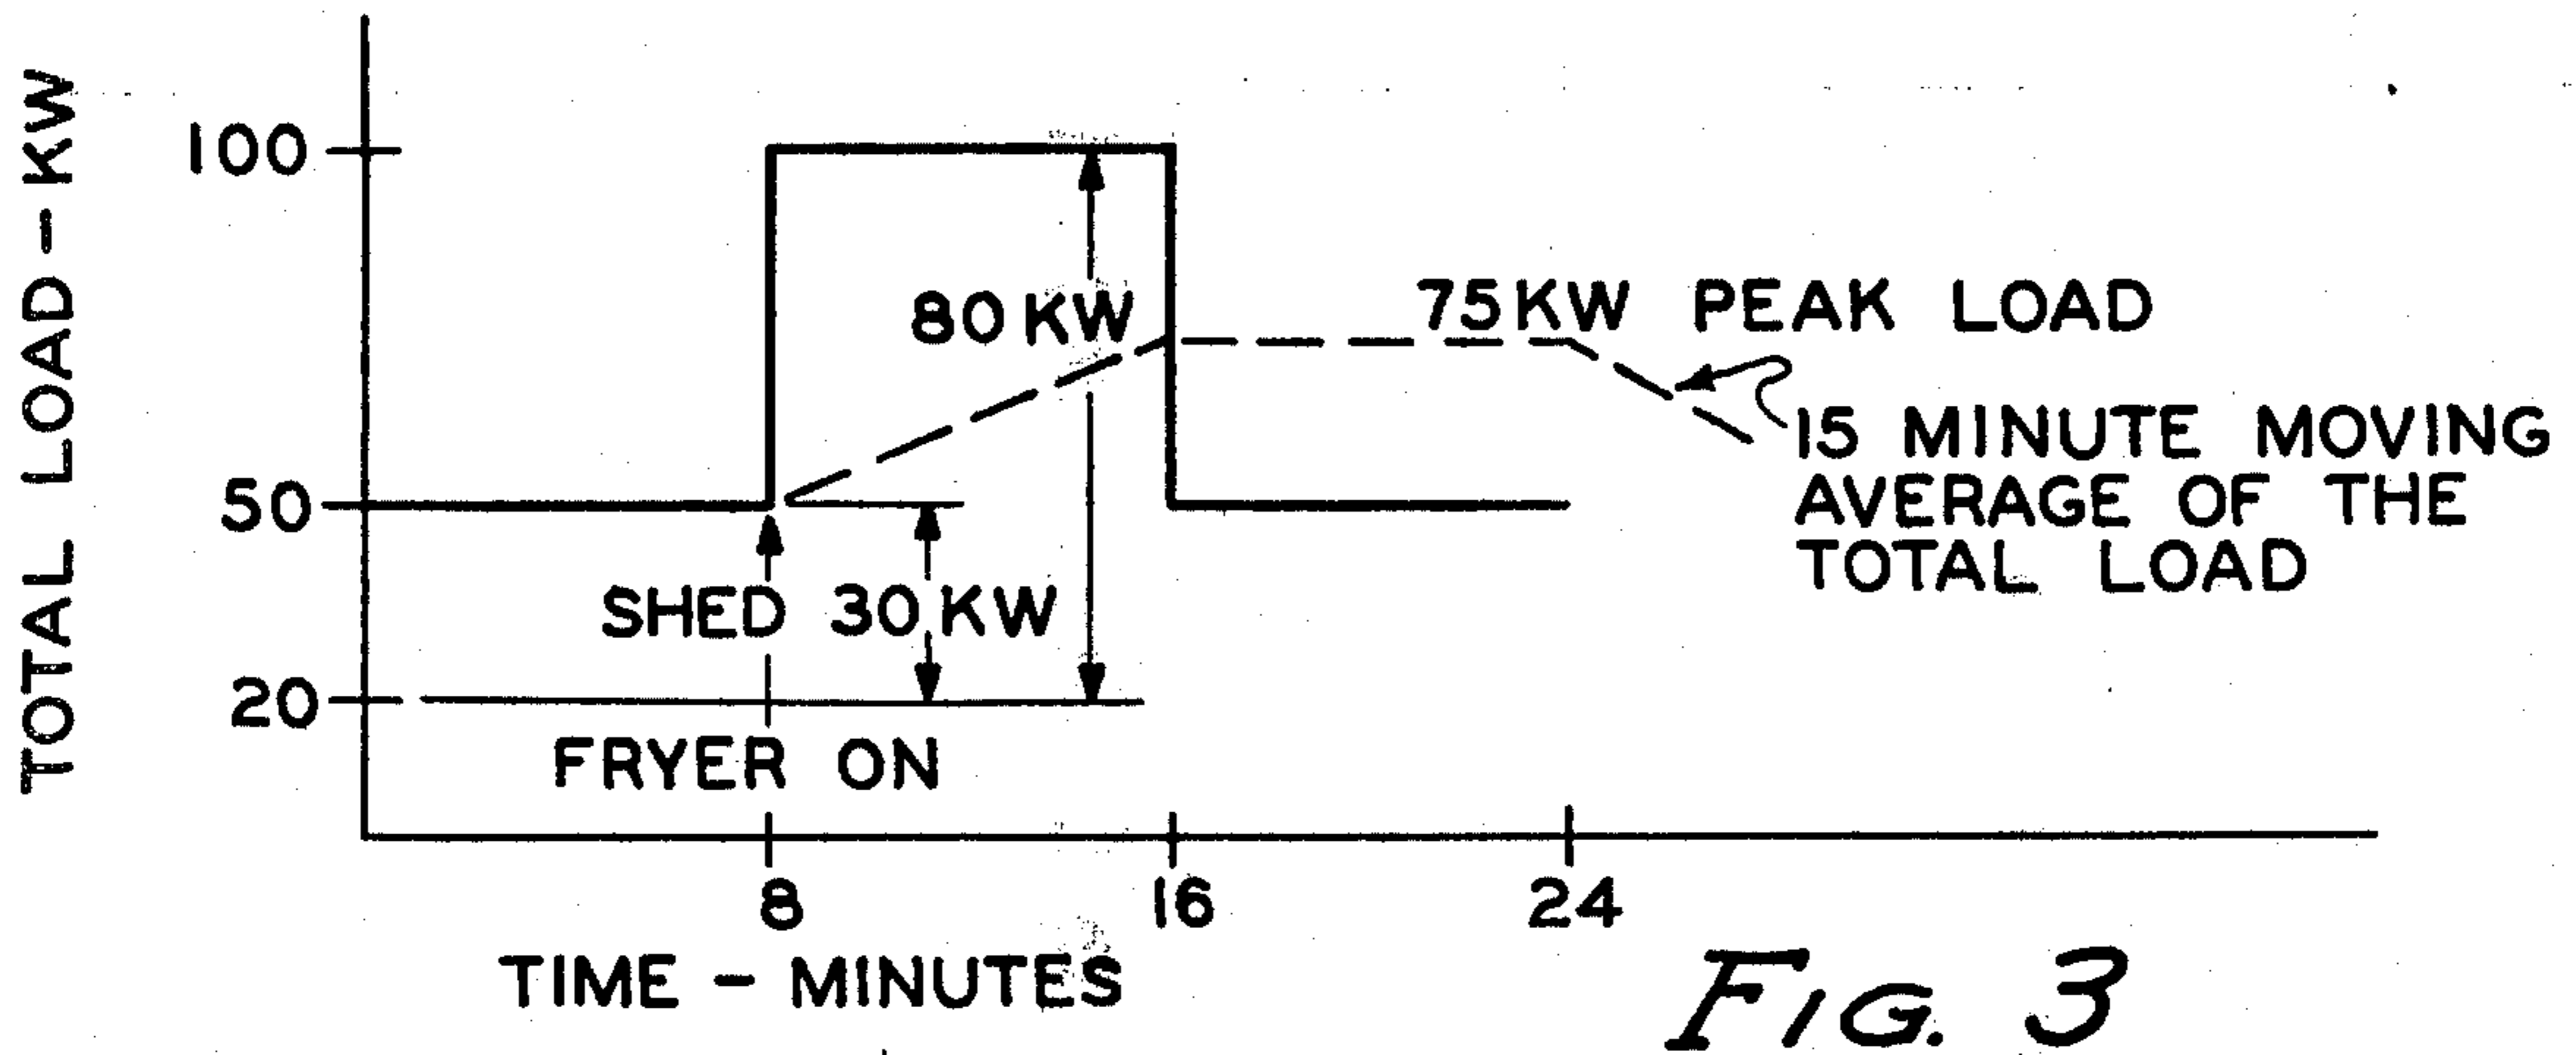 TOTAL LOAD - KW
100
50
20
80 KW
75 KW PEAK LOAD
15 MINUTE MOVING
AVERAGE OF THE
TOTAL LOAD
SHED 30 KW
FRYER ON
8
16
24
TIME - MINUTES
FIG. 3